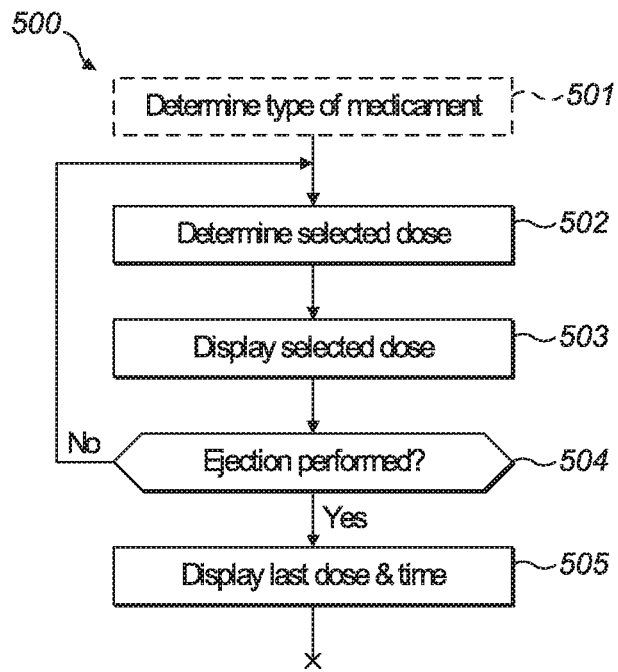 500
Determine type of medicament
501
Determine selected dose
502
Display selected dose
503
No
Ejection performed?
504
Yes
Display last dose & time
505